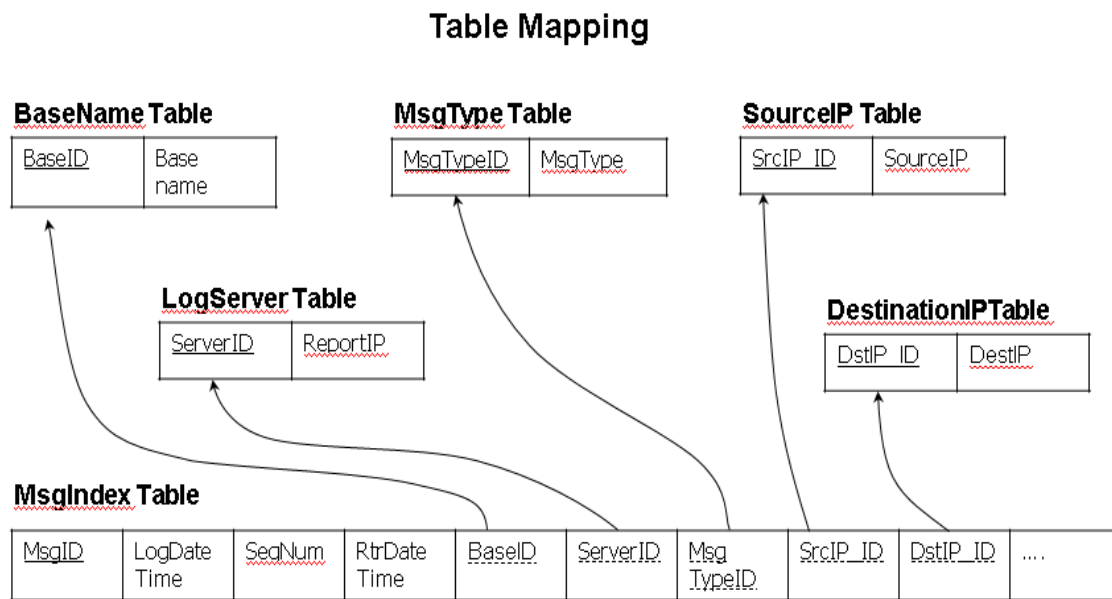 Table Mapping
BaseName Table
BaseID
Base
name
MsgType Table
MsgTypeID
MsgType
SourceIP Table
SrcIP_ID
SourceIP
LogServer Table
ServerID
ReportIP
DestinationIPTable
DstIP_ID
DestIP
MsgIndex Table
MsgID
LogDate
Time
SeqNum
RtrDate
Time
BaseID
ServerID
Msg
TypeID
SrcIP_ID
DstIP_ID
....